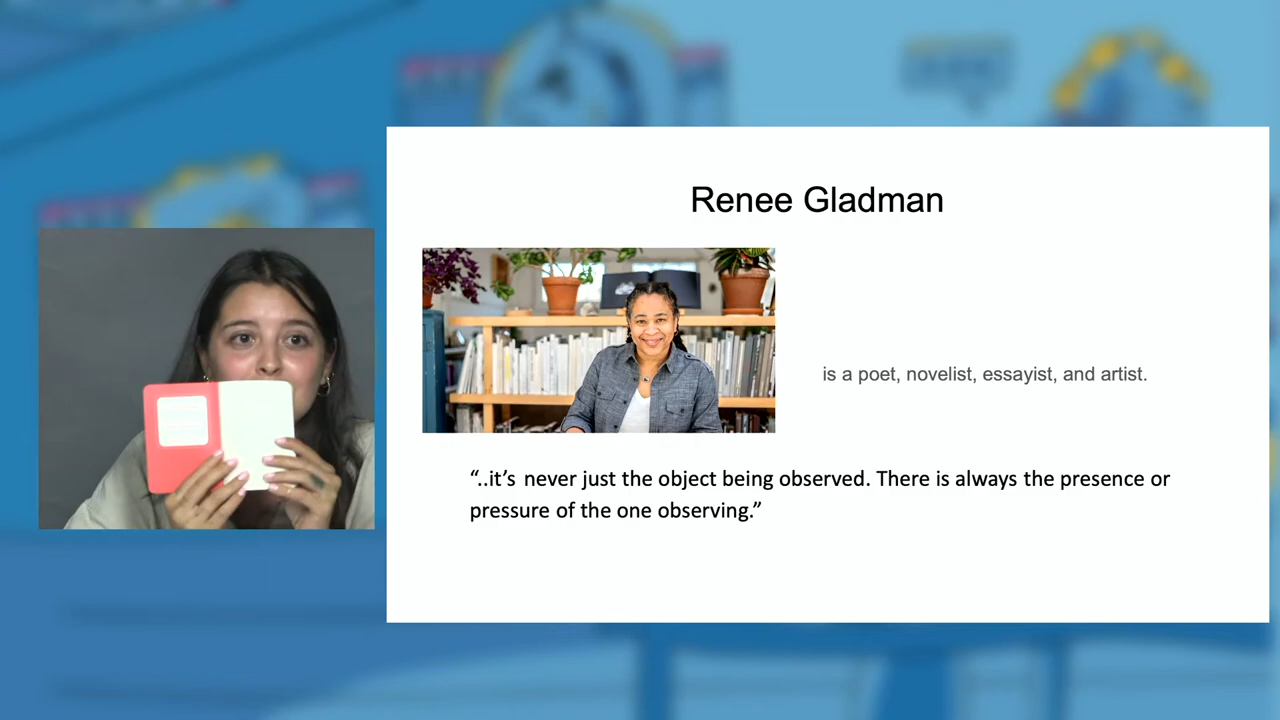 Renee Gladman
is a poet, novelist, essayist, and artist.
“..it’s never just the object being observed. There is always the presence or
pressure of the one observing.”